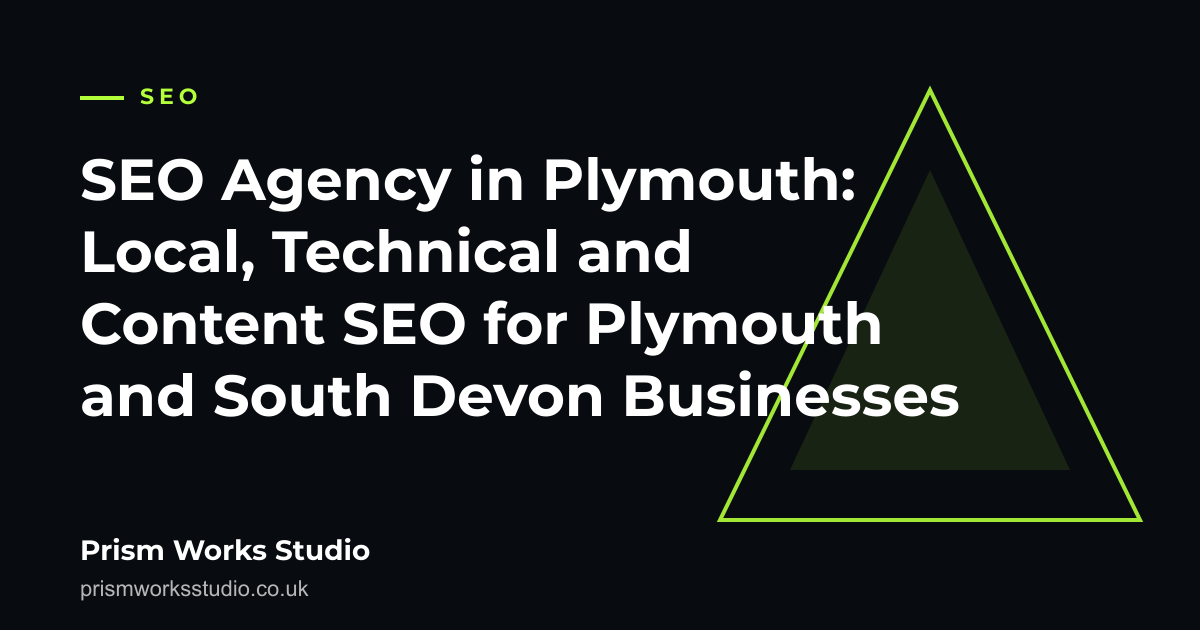 SEO
SEO Agency in Plymouth:
Local, Technical and
Content SEO for Plymouth
and South Devon Businesses
Prism Works Studio
prismworksstudio.co.uk